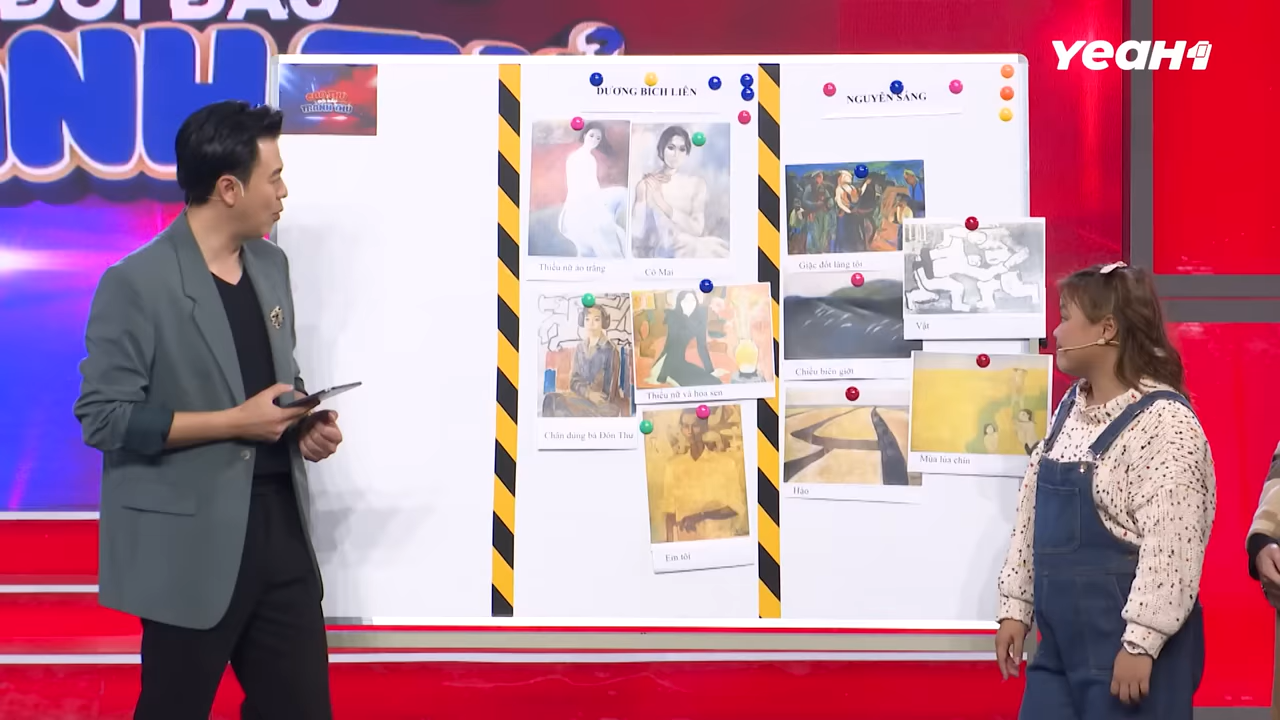 YEAH1
DƯƠNG BÍCH LIÊN
NGUYỄN SÁNG
Thiếu nữ áo trắng
Cô Mai
Giặc đốt làng tôi
Vật
Chiều biên giới
Chân dung bà Đôn Thư
Thiếu nữ và hoa sen
Mùa lúa chín
Hào
Em tôi